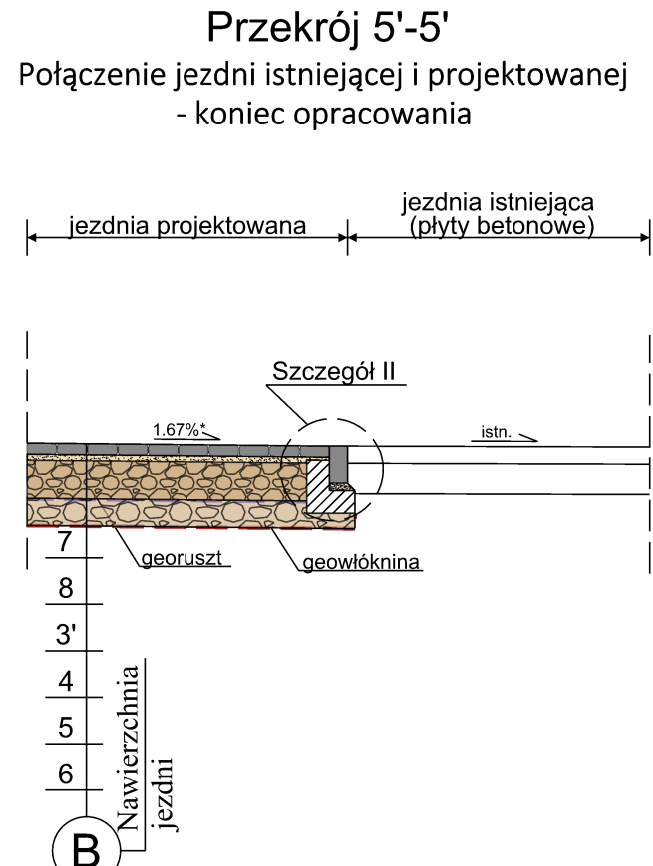 Przekrój 5'-5'
Połączenie jezdni istniejącej i projektowanej
- koniec opracowania
jezdnia projektowana
jezdnia istniejąca
(płyty betonowe)
Szczegół II
1.67%*
istn.
georuszt
geowłóknina
7
8
3'
4
5
6
Nawierzchnia
jezdni
B